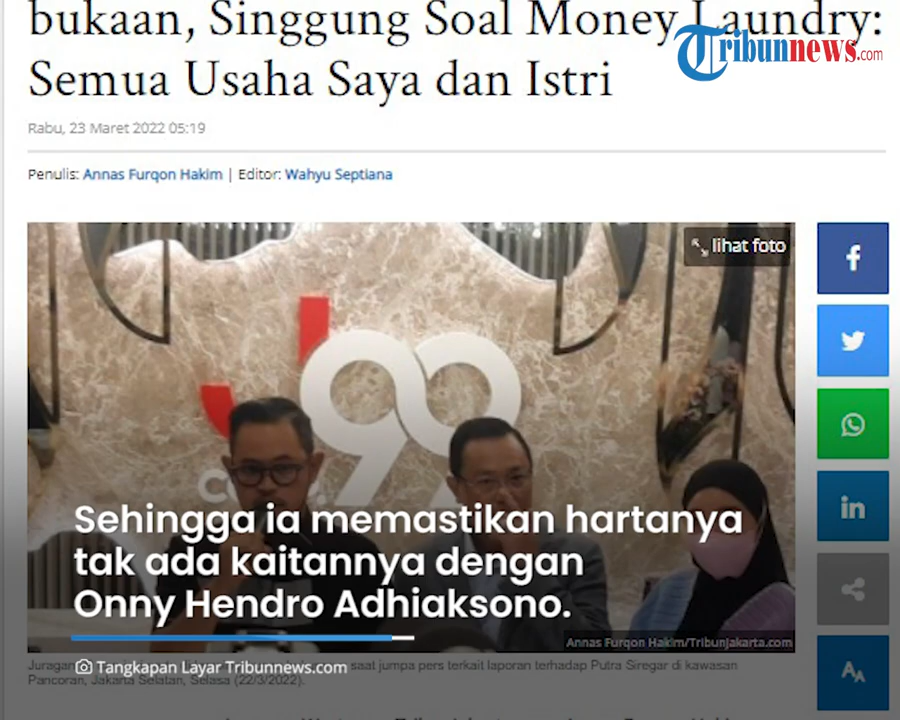 bukaan, Singgung Soal Money Laundry:
Tribunnews.com
Semua Usaha Saya dan Istri
Rabu, 23 Maret 2022 05:19
Penulis: Annas Furqon Hakim | Editor: Wahyu Septiana
lihat foto
J99
Sehingga ia memastikan hartanya
tak ada kaitannya dengan
Onny Hendro Adhiaksono.
Annas Furqon Hakim/TribunJakarta.com
Juragan
Tangkapan Layar Tribunnews.com
saat jumpa pers terkait laporan terhadap Putra Siregar di kawasan
Pancoran, Jakarta Selatan, Selasa (22/3/2022).